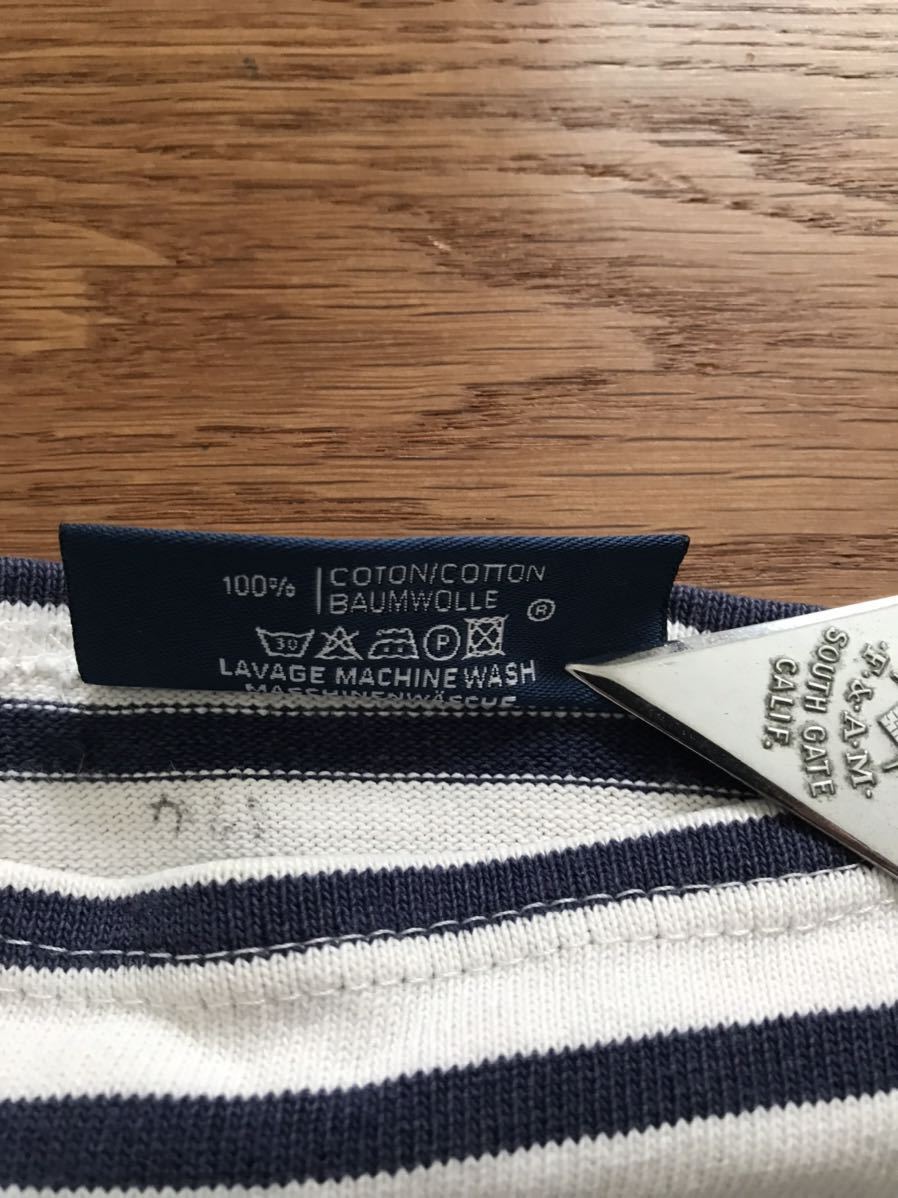 100% COTON/COTTON
BAUMWOLLE
®
30 P
LAVAGE MACHINE WASH
MASCHINENWÄSCHE
·F.&A.M·
SOUTH GATE
CALIF.